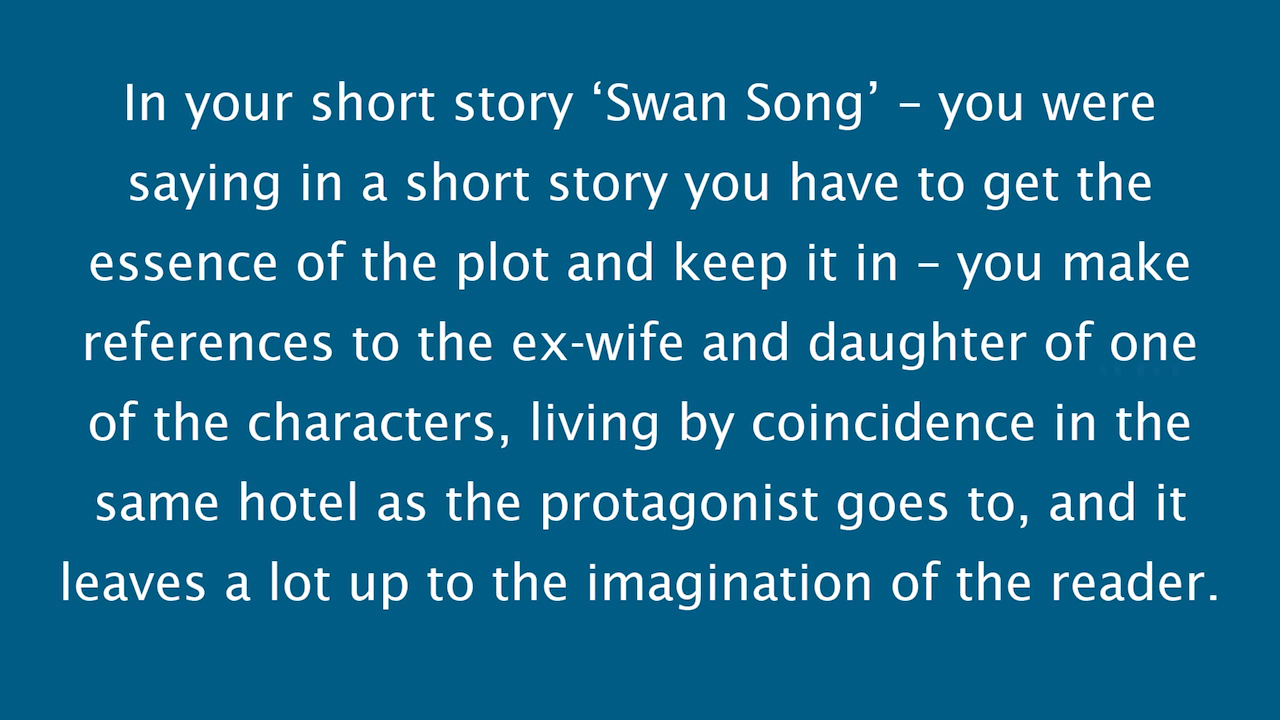 In your short story ‘Swan Song’ – you were
saying in a short story you have to get the
essence of the plot and keep it in – you make
references to the ex-wife and daughter of one
of the characters, living by coincidence in the
same hotel as the protagonist goes to, and it
leaves a lot up to the imagination of the reader.